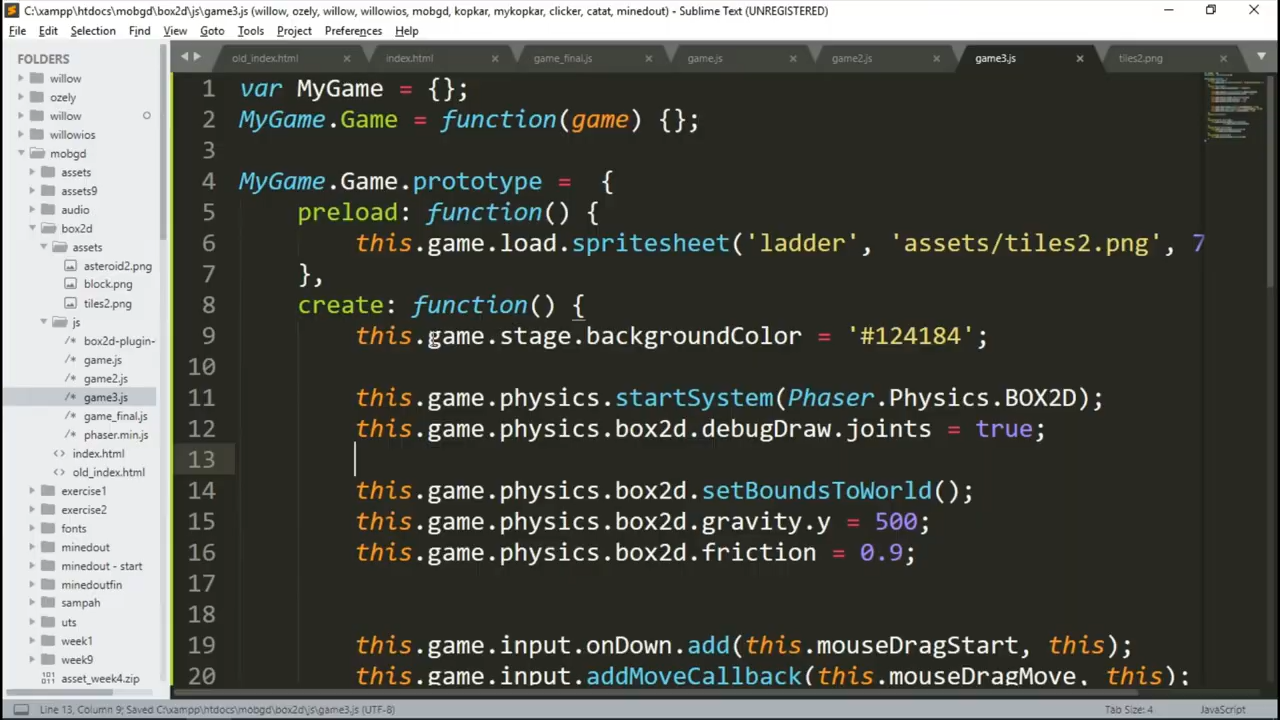 C:\xampp\htdocs\mobgd\box2d\js\game3.js (willow, ozely, willow, willowios, mobgd, kopkar, mykopkar, clicker, catat, minedout) - Sublime Text (UNREGISTERED)
File Edit Selection Find View Goto Tools Project Preferences Help
FOLDERS
willow
ozely
willow
willowios
mobgd
assets
assets9
audio
box2d
assets
asteroid2.png
block.png
tiles2.png
js
/* box2d-plugin-
/* game.js
/* game2.js
/* game3.js
/* game_final.js
/* phaser.min.js
<> index.html
<> old_index.html
exercise1
exercise2
fonts
minedout
minedout - start
minedoutfin
sampah
uts
week1
week9
asset_week4.zip
old_index.html index.html game_final.js game.js game2.js game3.js tiles2.png
1 var MyGame = {};
2 MyGame.Game = function(game) {};
3
4 MyGame.Game.prototype =  {
5 preload: function() {
6 this.game.load.spritesheet('ladder', 'assets/tiles2.png', 7
7 },
8 create: function() {
9 this.game.stage.backgroundColor = '#124184';
10
11 this.game.physics.startSystem(Phaser.Physics.BOX2D);
12 this.game.physics.box2d.debugDraw.joints = true;
13
14 this.game.physics.box2d.setBoundsToWorld();
15 this.game.physics.box2d.gravity.y = 500;
16 this.game.physics.box2d.friction = 0.9;
17
18
19 this.game.input.onDown.add(this.mouseDragStart, this);
20 this.game.input.addMoveCallback(this.mouseDragMove, this);
Line 13, Column 9; Saved C:\xampp\htdocs\mobgd\box2d\js\game3.js (UTF-8) Tab Size: 4 JavaScript